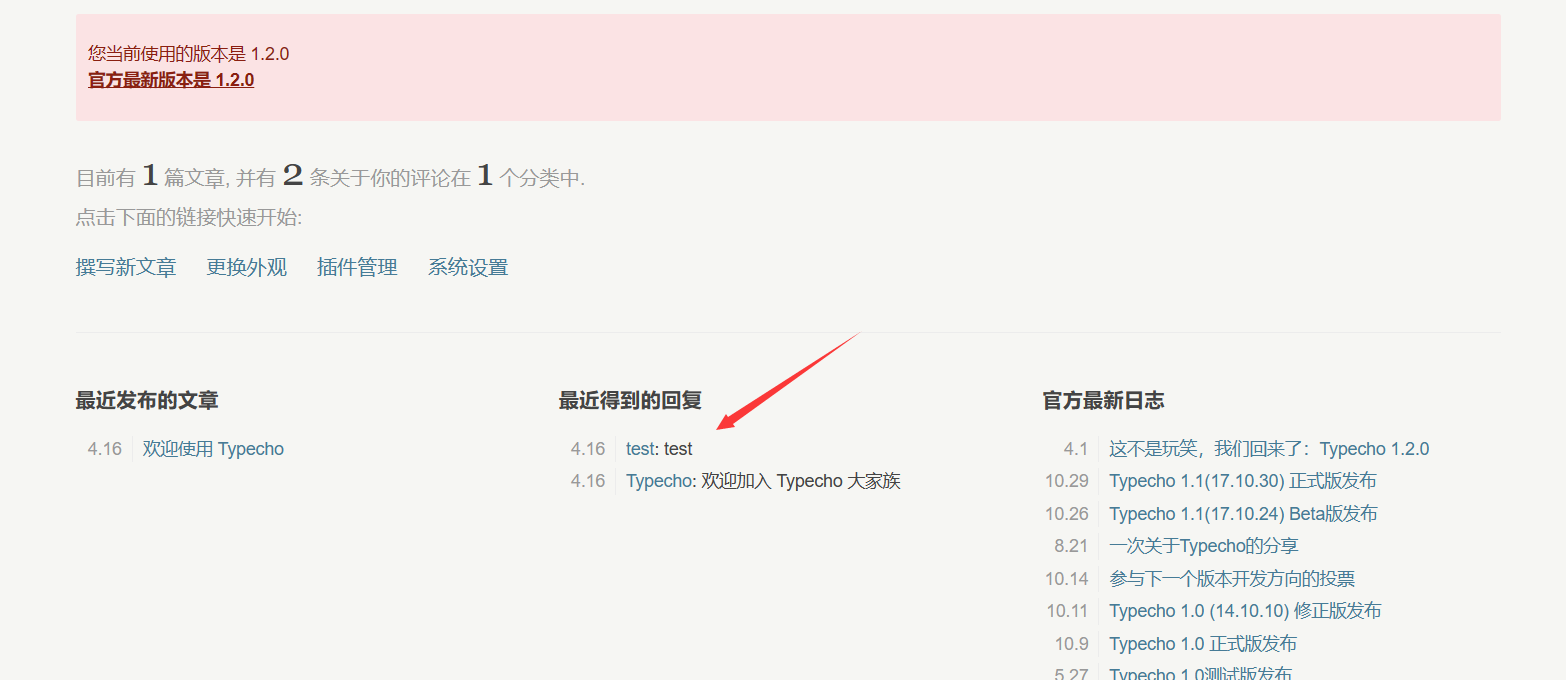 您当前使用的版本是 1.2.0
官方最新版本是 1.2.0
目前有 1 篇文章, 并有 2 条关于你的评论在 1 个分类中.
点击下面的链接快速开始:
撰写新文章 更换外观 插件管理 系统设置
最近发布的文章
4.16 欢迎使用 Typecho
最近得到的回复
4.16 test: test
4.16 Typecho: 欢迎加入 Typecho 大家族
官方最新日志
4.1 这不是玩笑，我们回来了：Typecho 1.2.0
10.29 Typecho 1.1(17.10.30) 正式版发布
10.26 Typecho 1.1(17.10.24) Beta版发布
8.21 一次关于Typecho的分享
10.14 参与下一个版本开发方向的投票
10.11 Typecho 1.0 (14.10.10) 修正版发布
10.9 Typecho 1.0 正式版发布
5.27 Typecho 1.0测试版发布